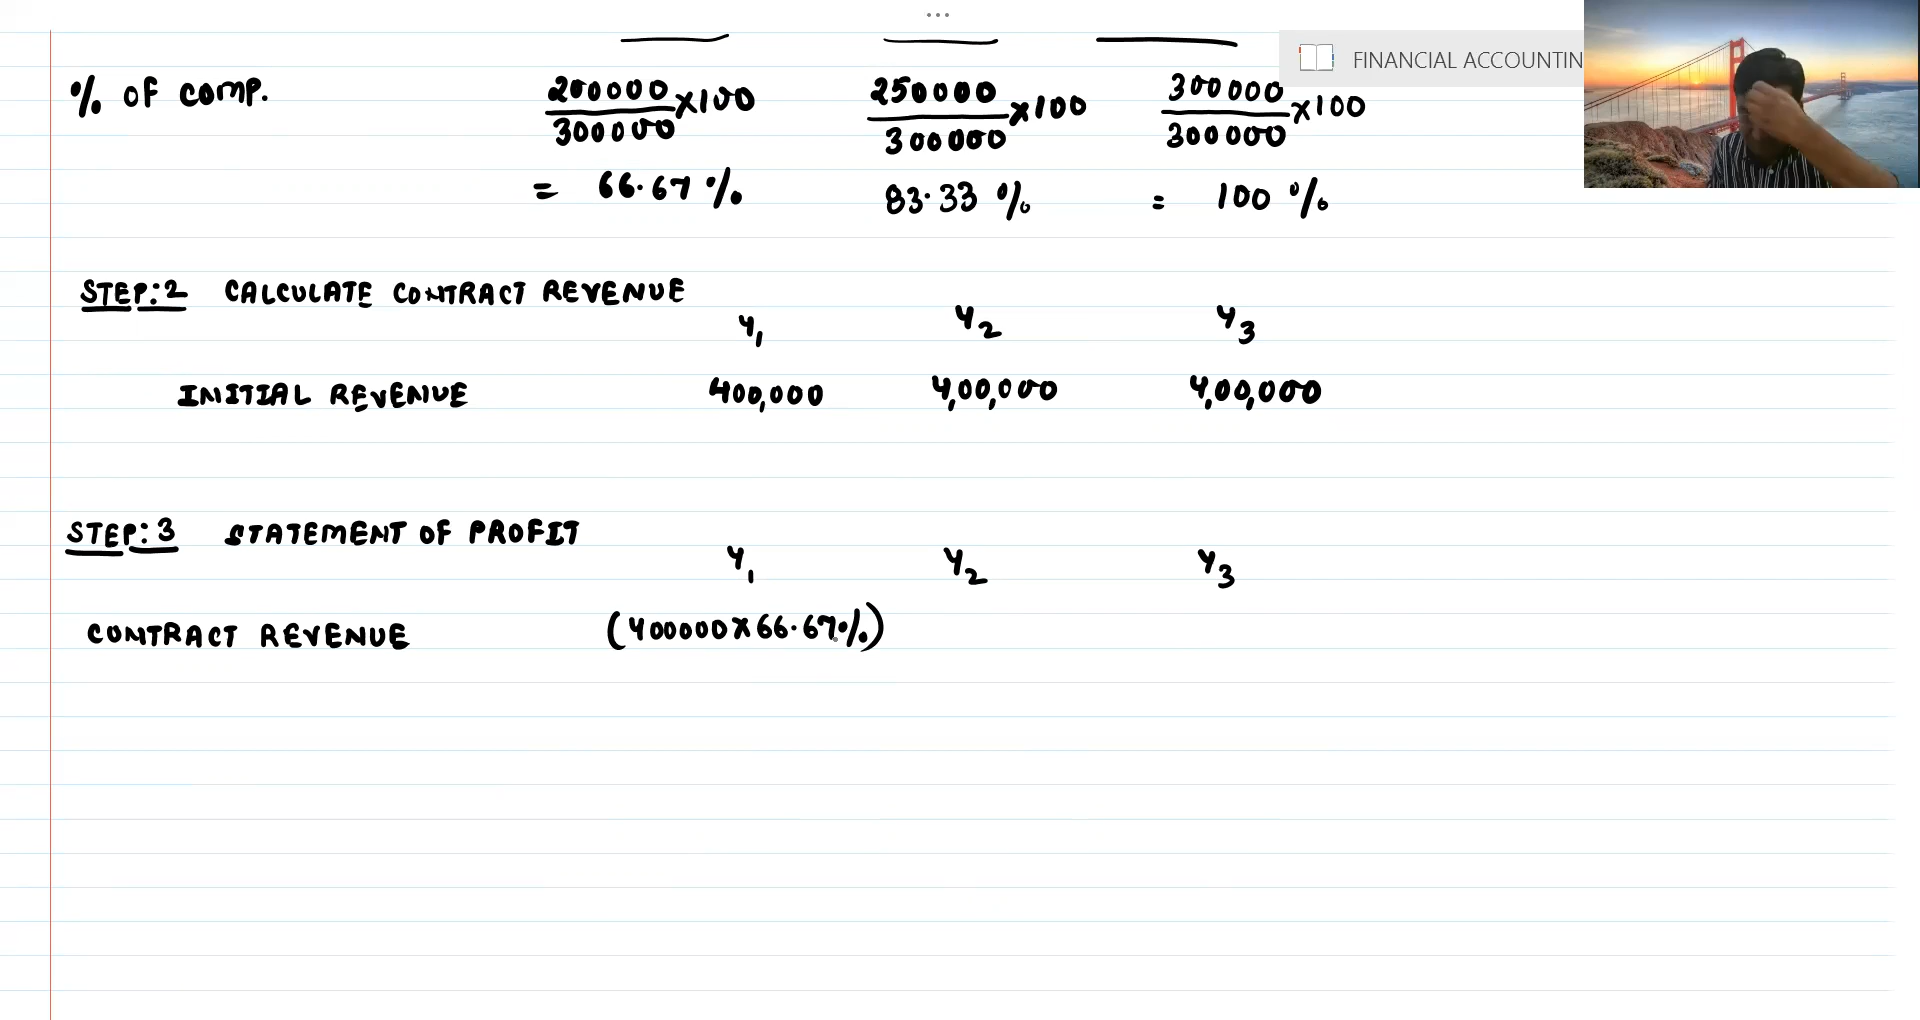 ...
FINANCIAL ACCOUNTIN
% OF COMP. 200000/300000 x100 250000/300000 x100 300000/300000 x100
= 66.67 % 83.33 % = 100 %
STEP:2 CALCULATE CONTRACT REVENUE
Y1 Y2 Y3
INITIAL REVENUE 400,000 4,00,000 4,00,000
STEP:3 STATEMENT OF PROFIT
Y1 Y2 Y3
CONTRACT REVENUE (400000x66.67%)